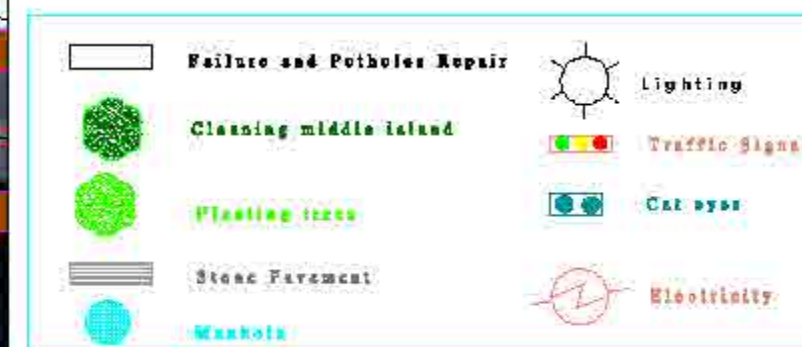 Failure and Potholes Repair
Cleaning middle island
Planting trees
Stone Pavement
Manhole
Lighting
Traffic Signs
Cat eyes
Electricity